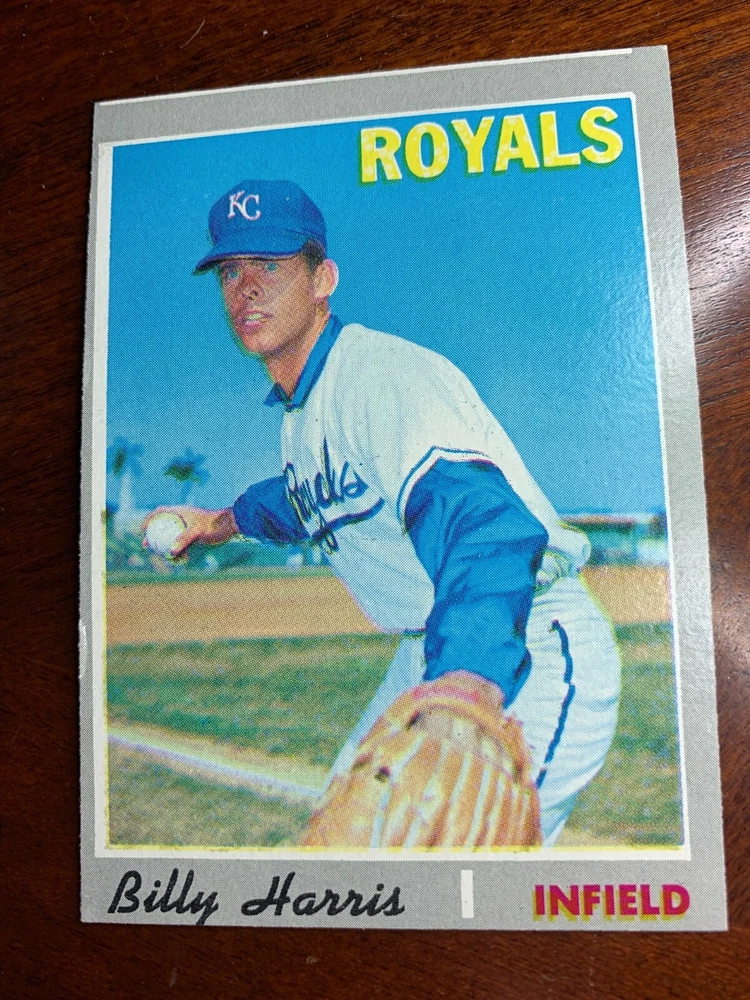 ROYALS
KC
Royals
Billy Harris
INFIELD